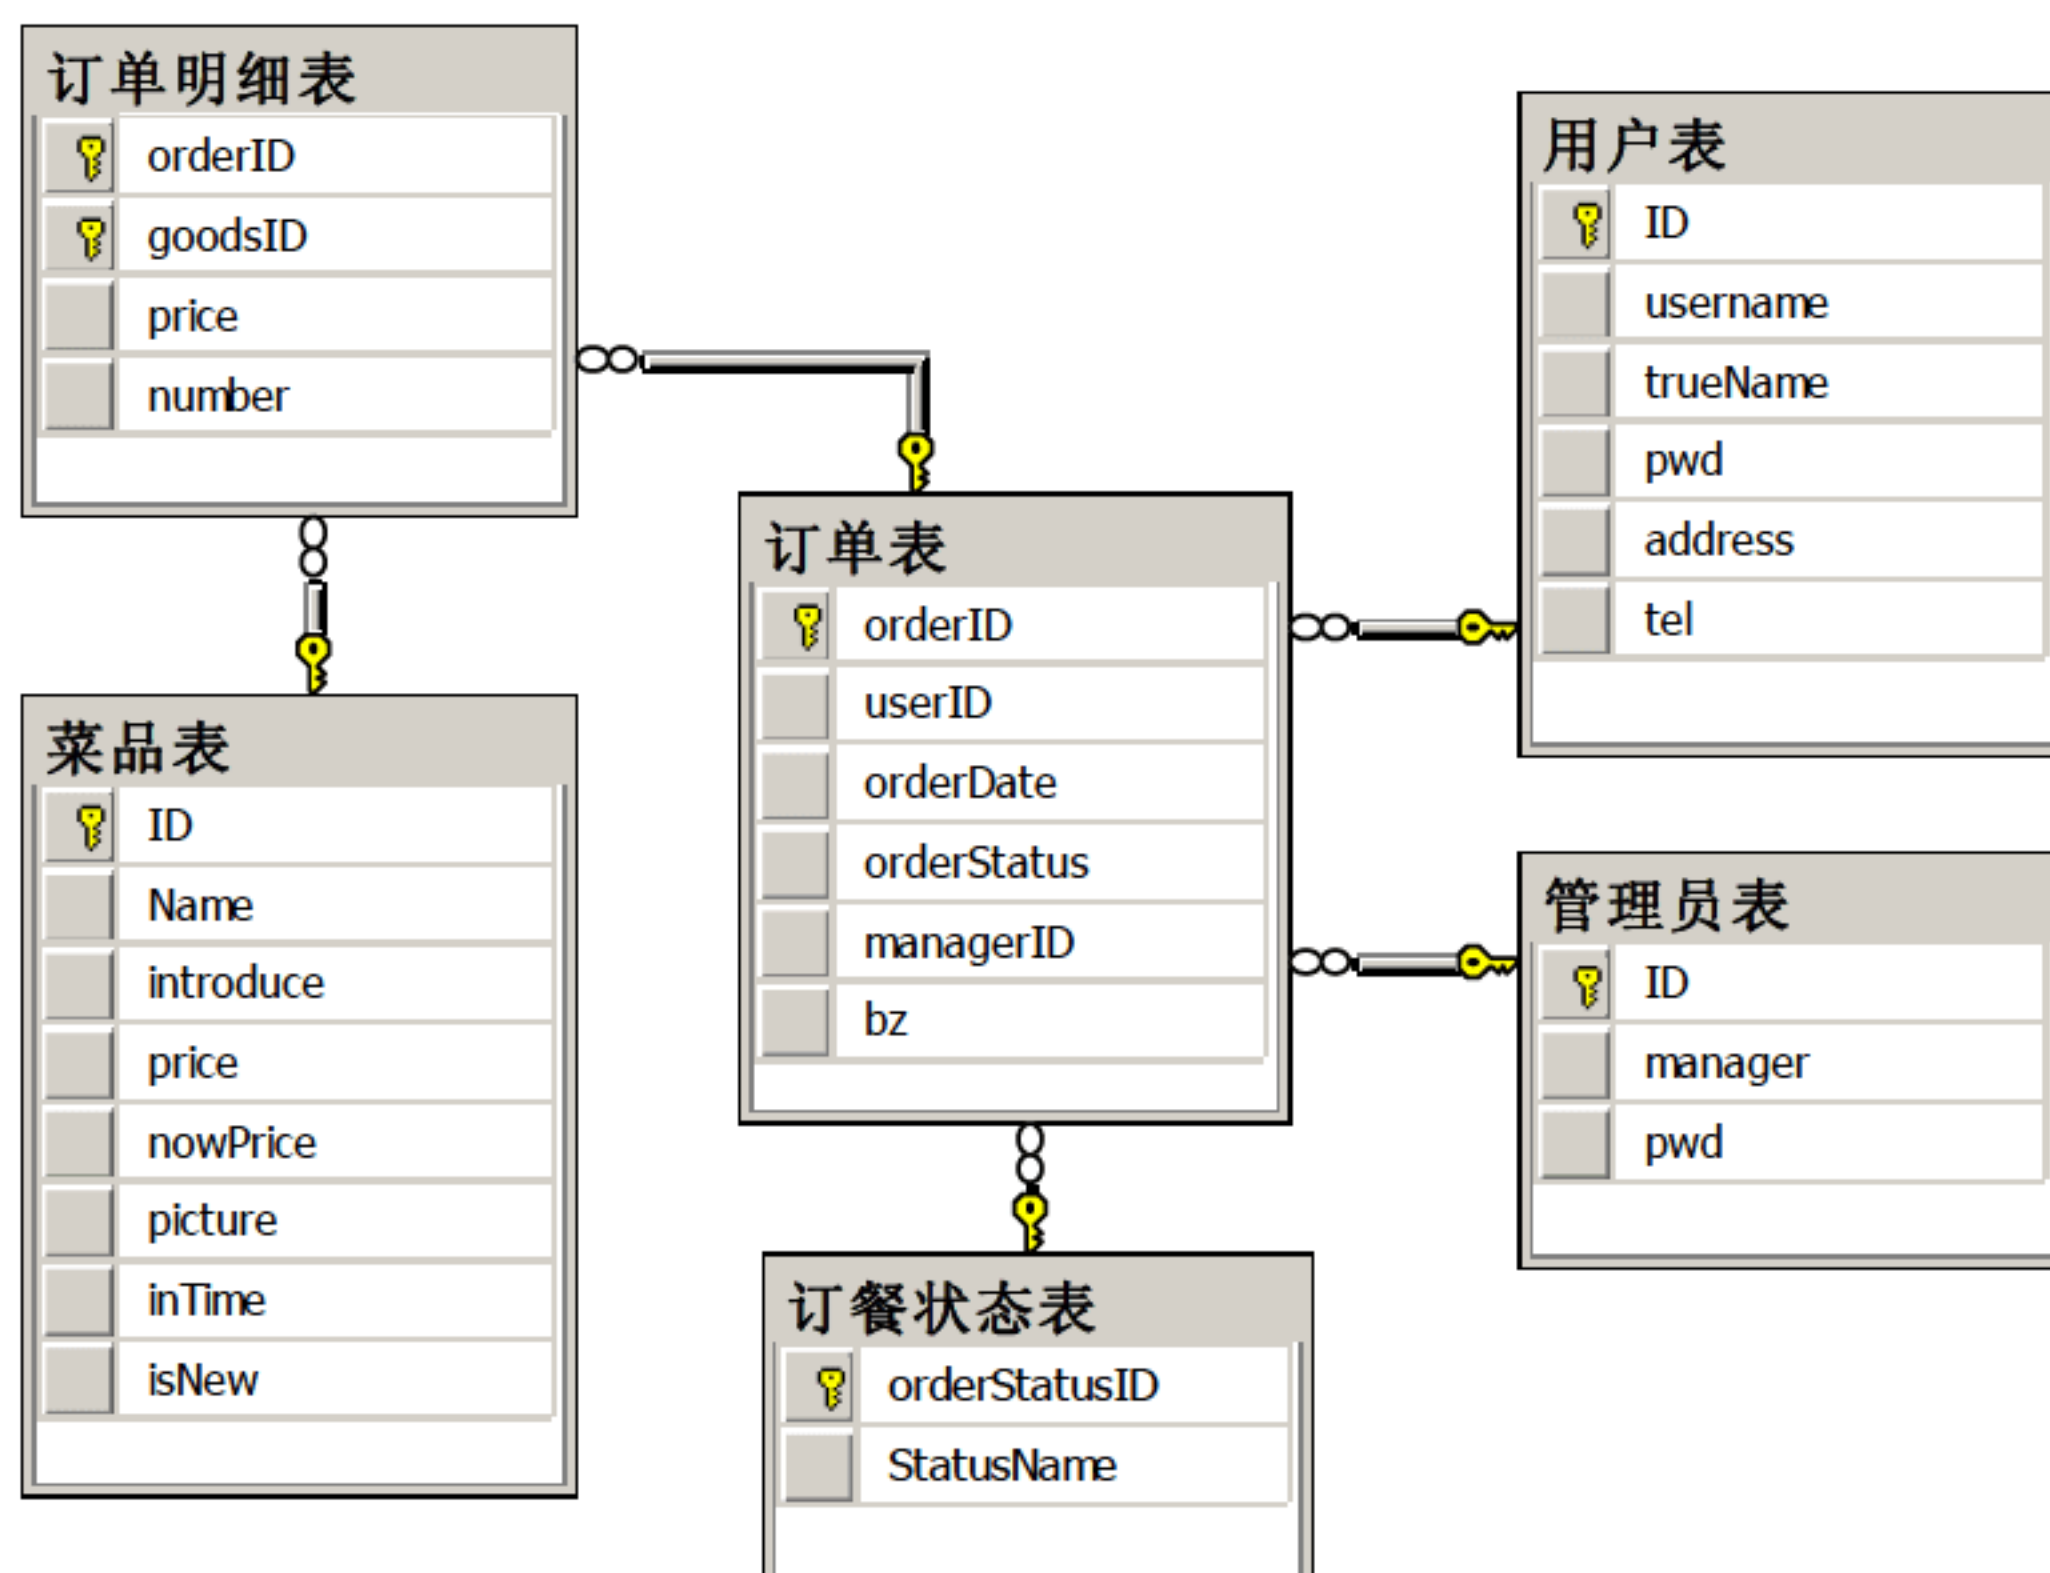 订单明细表
orderID
goodsID
price
number
菜品表
ID
Name
introduce
price
nowPrice
picture
inTime
isNew
订单表
orderID
userID
orderDate
orderStatus
managerID
bz
订餐状态表
orderStatusID
StatusName
用户表
ID
username
trueName
pwd
address
tel
管理员表
ID
manager
pwd